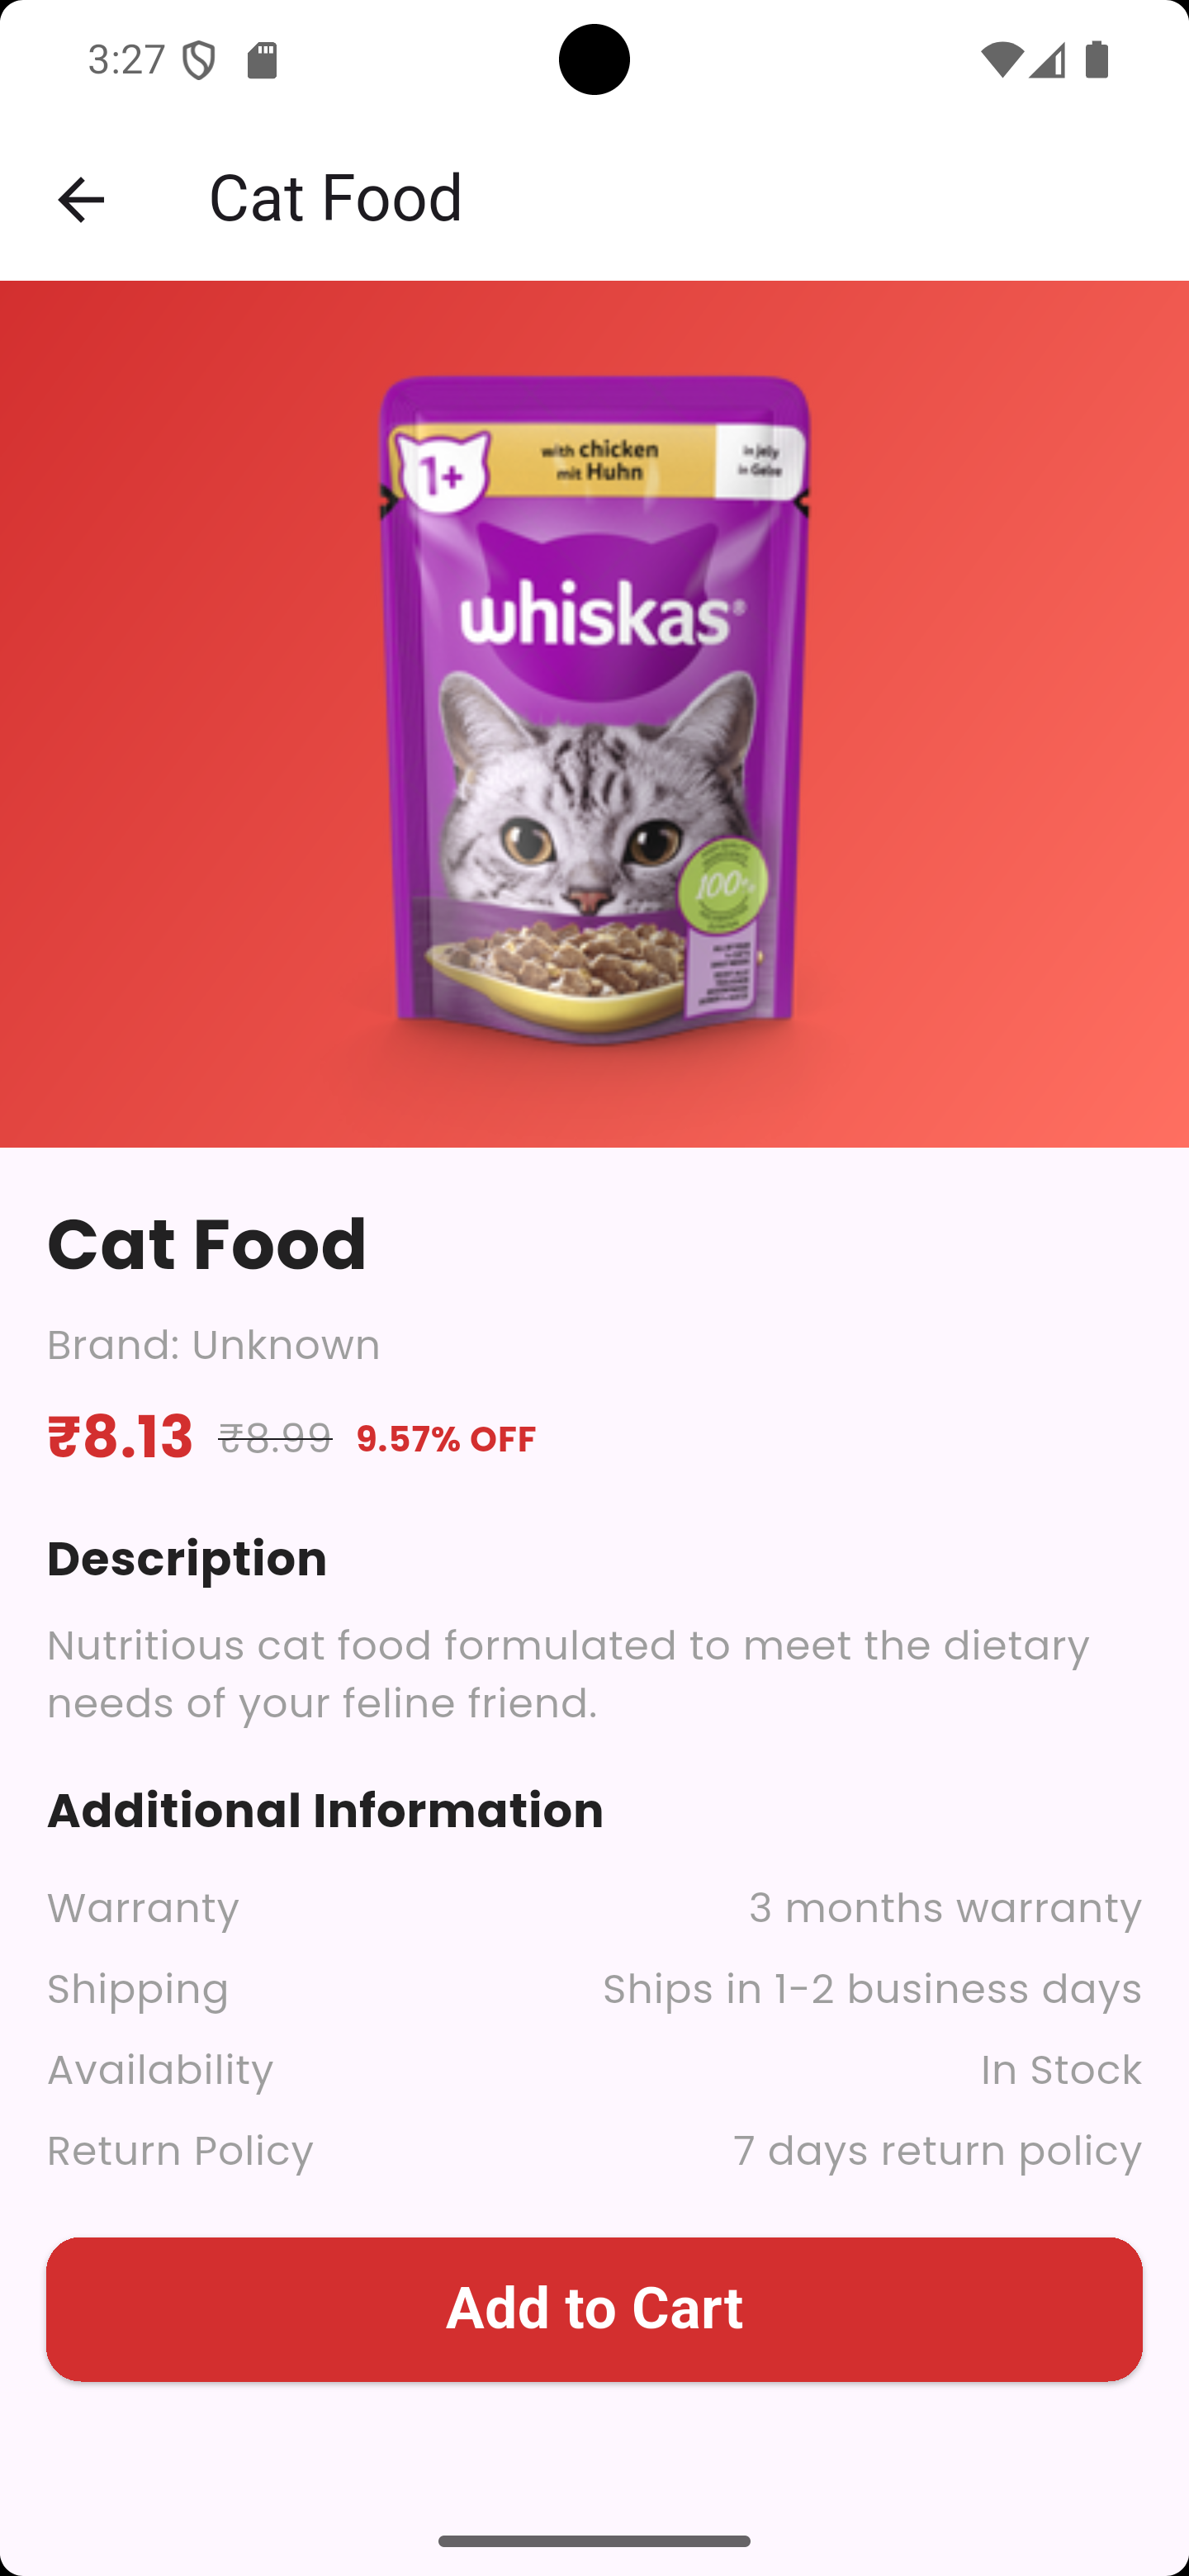 3:27
Cat Food
1+
with chicken
mit Huhn
in jelly
in Gelee
whiskas®
100%
Cat Food
Brand: Unknown
₹8.13 ₹8.99 9.57% OFF
Description
Nutritious cat food formulated to meet the dietary
needs of your feline friend.
Additional Information
Warranty 3 months warranty
Shipping Ships in 1-2 business days
Availability In Stock
Return Policy 7 days return policy
Add to Cart